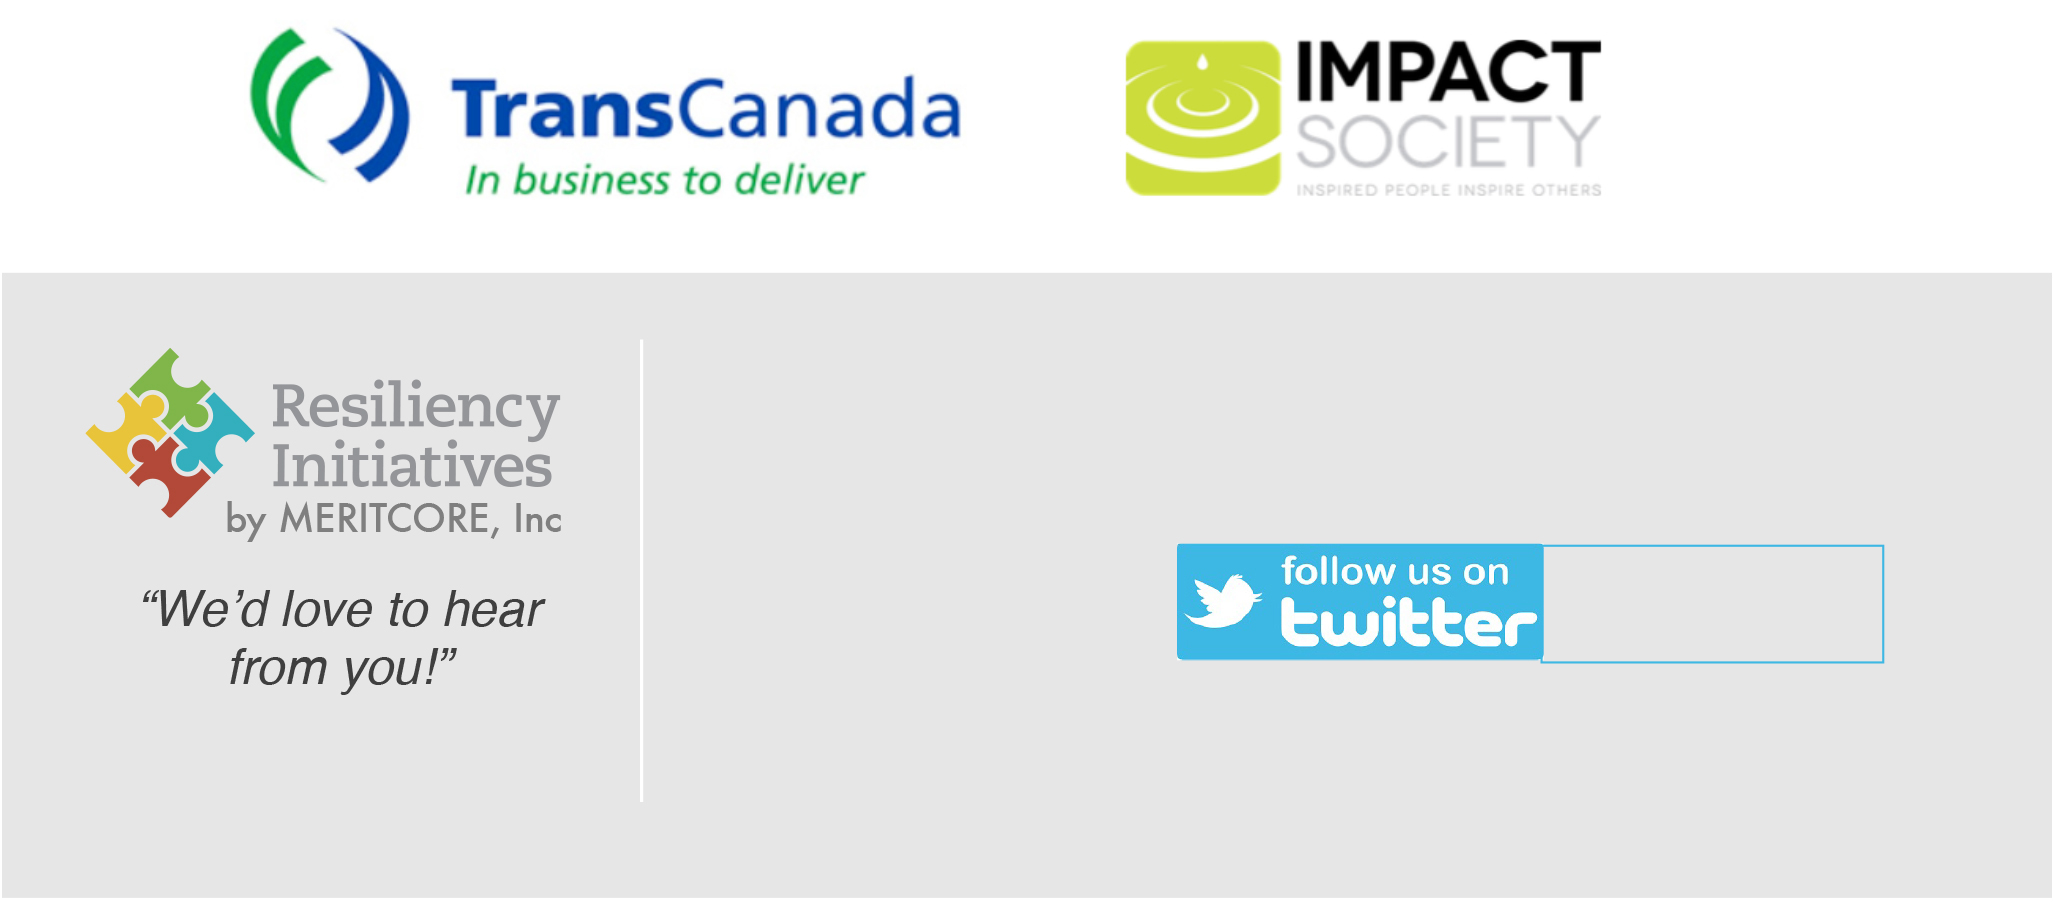 TransCanada
In business to deliver
IMPACT
SOCIETY
INSPIRED PEOPLE INSPIRE OTHERS
Resiliency
Initiatives
by MERITCORE, Inc
“We’d love to hear
from you!”
follow us on
twitter